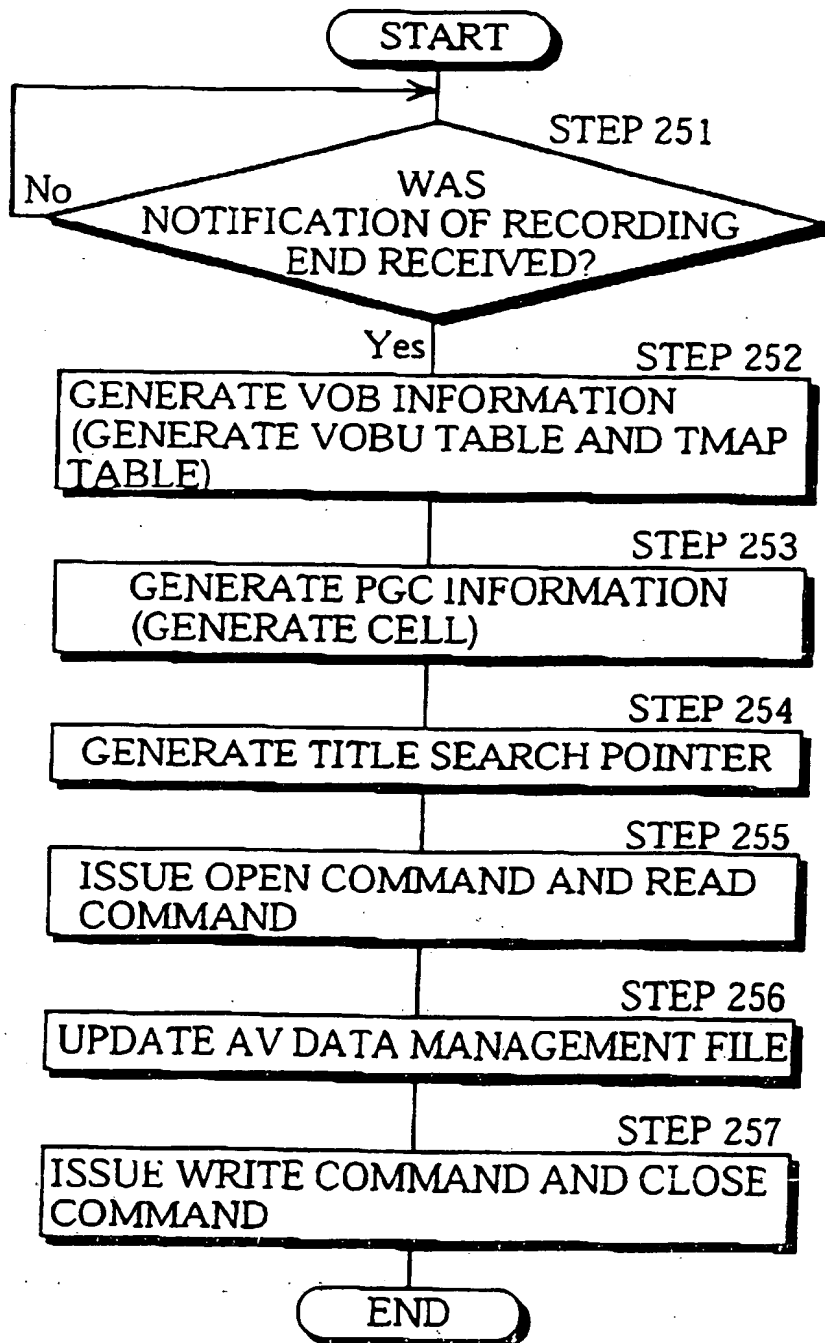 START
STEP 251
No
WAS
NOTIFICATION OF RECORDING
END RECEIVED?
Yes
STEP 252
GENERATE VOB INFORMATION
(GENERATE VOBU TABLE AND TMAP
TABLE)
STEP 253
GENERATE PGC INFORMATION
(GENERATE CELL)
STEP 254
GENERATE TITLE SEARCH POINTER
STEP 255
ISSUE OPEN COMMAND AND READ
COMMAND
STEP 256
UPDATE AV DATA MANAGEMENT FILE
STEP 257
ISSUE WRITE COMMAND AND CLOSE
COMMAND
END